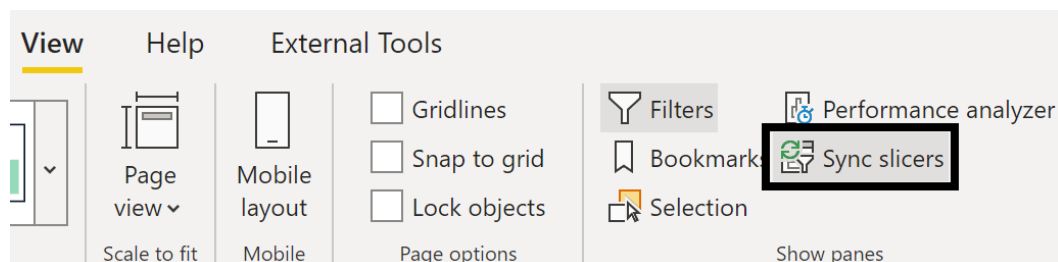 View Help External Tools
Page view
Mobile layout
Gridlines
Snap to grid
Lock objects
Filters
Bookmarks
Selection
Performance analyzer
Sync slicers
Scale to fit Mobile Page options Show panes